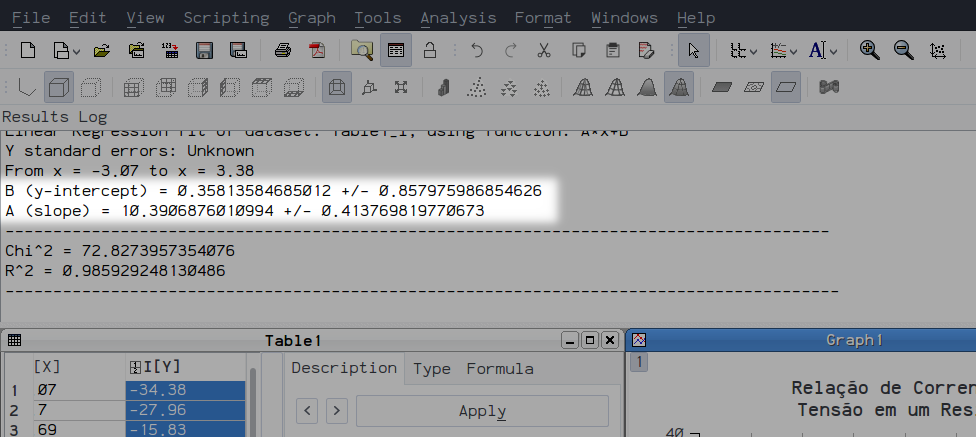 File Edit View Scripting Graph Tools Analysis Format Windows Help
Results Log
Linear Regression fit of dataset: Table1_1, using function: A*x+B
Y standard errors: Unknown
From x = -3.07 to x = 3.38
B (y-intercept) = 0.35813584685012 +/- 0.857975986854626
A (slope) = 10.3906876010994 +/- 0.413769819770673
--------------------------------------------------------------------------------------
Chi^2 = 72.8273957354076
R^2 = 0.985929248130486
---------------------------------------------------------------------------------------
Table1
Graph1
[X] I[Y]
Description Type Formula
1
1 07 -34.38
2 7 -27.96
3 69 -15.83
Apply
Relação de Corren
Tensão em um Res
40